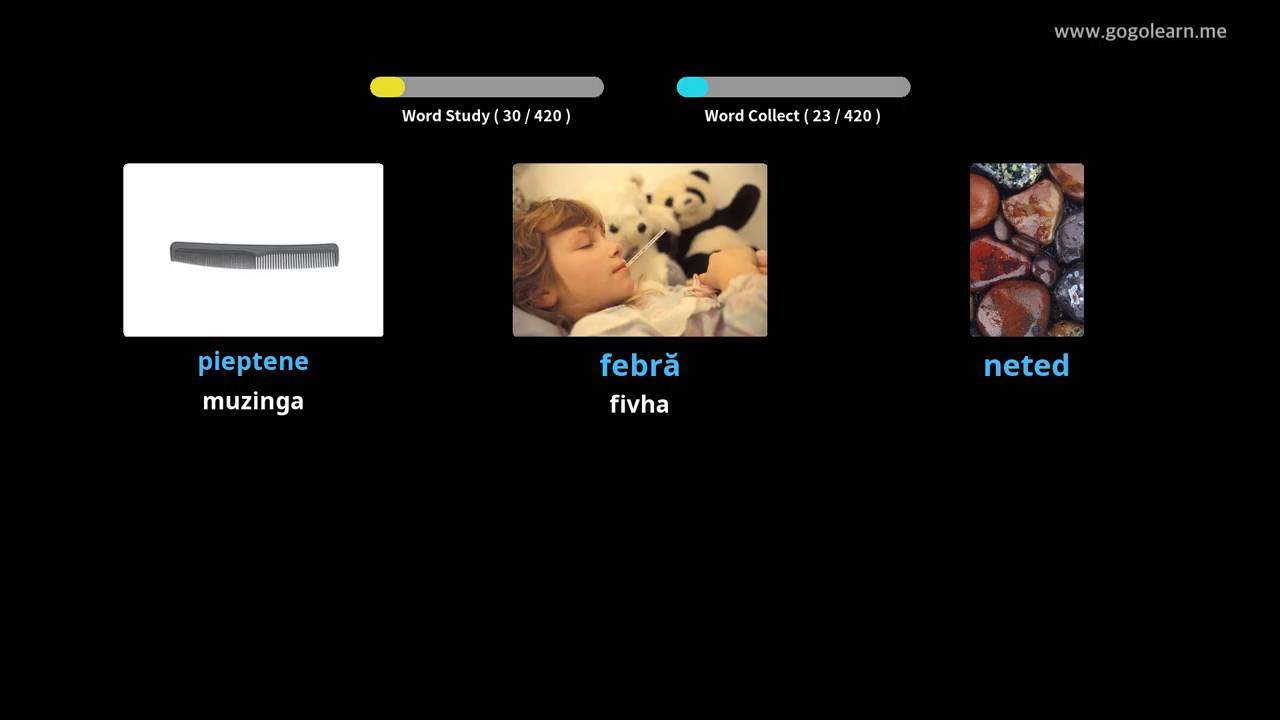 www.gogolearn.me
Word Study ( 30 / 420 )
Word Collect ( 23 / 420 )
pieptene
muzinga
febră
fivha
neted